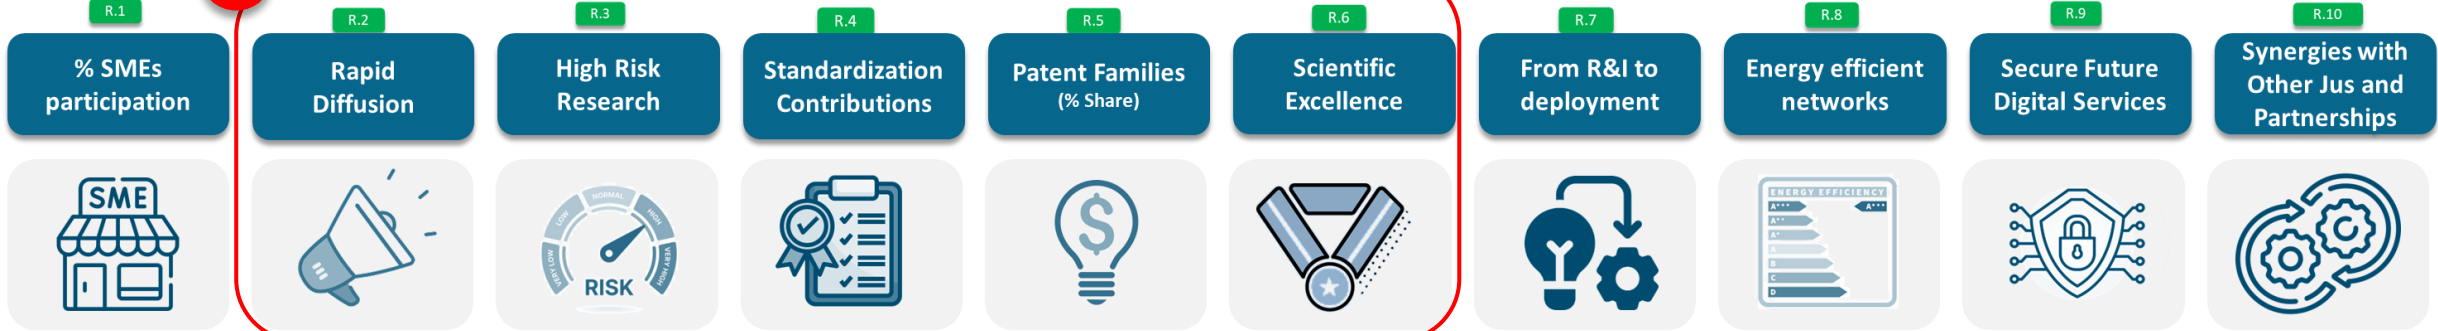 R.1
R.2
R.3
R.4
R.5
R.6
R.7
R.8
R.9
R.10
% SMEs
participation
Rapid
Diffusion
High Risk
Research
Standardization
Contributions
Patent Families
(% Share)
Scientific
Excellence
From R&I to
deployment
Energy efficient
networks
Secure Future
Digital Services
Synergies with
Other Jus and
Partnerships
SME
VERY LOW
LOW
NORMAL
HIGH
VERY HIGH
RISK
$
ENERGY EFFICIENCY
A+++
A+++
A++
A+
A
B
C
D